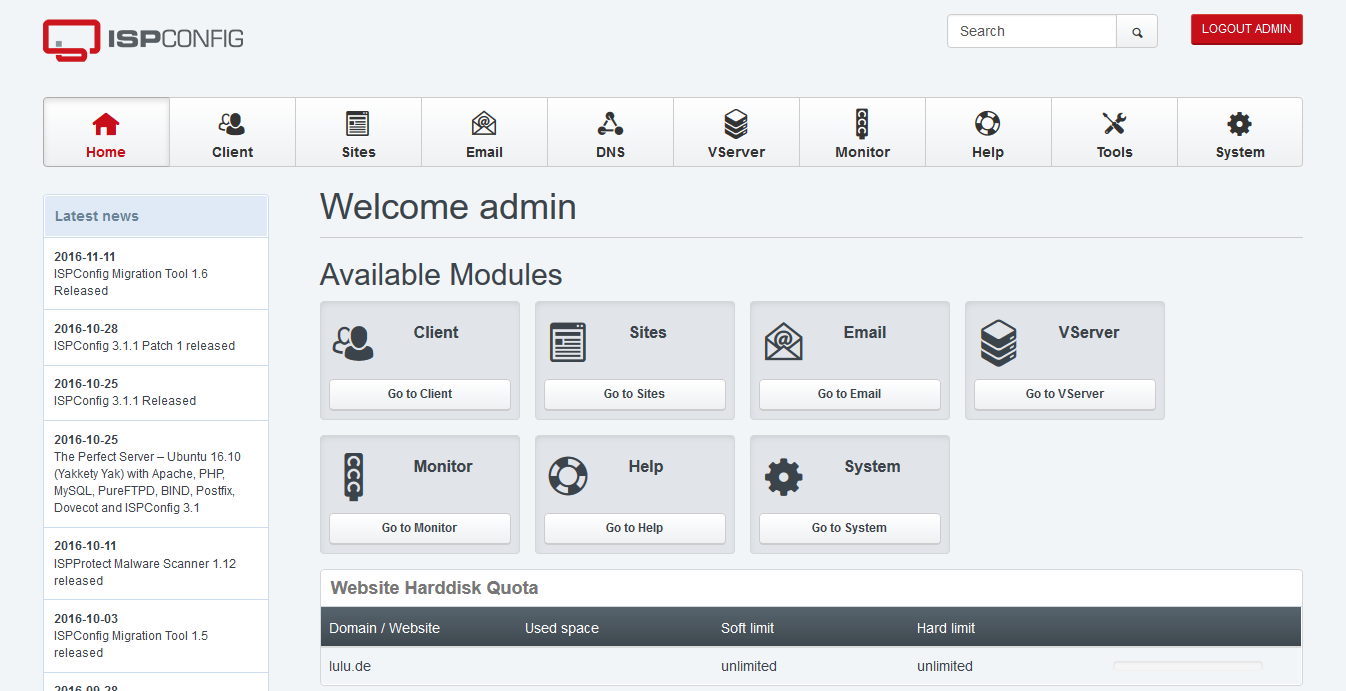 ISPCONFIG
Search
LOGOUT ADMIN
Home
Client
Sites
Email
DNS
VServer
Monitor
Help
Tools
System
Latest news
2016-11-11
ISPConfig Migration Tool 1.6
Released
2016-10-28
ISPConfig 3.1.1 Patch 1 released
2016-10-25
ISPConfig 3.1.1 Released
2016-10-25
The Perfect Server – Ubuntu 16.10
(Yakkety Yak) with Apache, PHP,
MySQL, PureFTPD, BIND, Postfix,
Dovecot and ISPConfig 3.1
2016-10-11
ISPProtect Malware Scanner 1.12
released
2016-10-03
ISPConfig Migration Tool 1.5
released
2016-09-28
Welcome admin
Available Modules
Client
Go to Client
Sites
Go to Sites
Email
Go to Email
VServer
Go to VServer
Monitor
Go to Monitor
Help
Go to Help
System
Go to System
Website Harddisk Quota
Domain / Website Used space Soft limit Hard limit
lulu.de unlimited unlimited